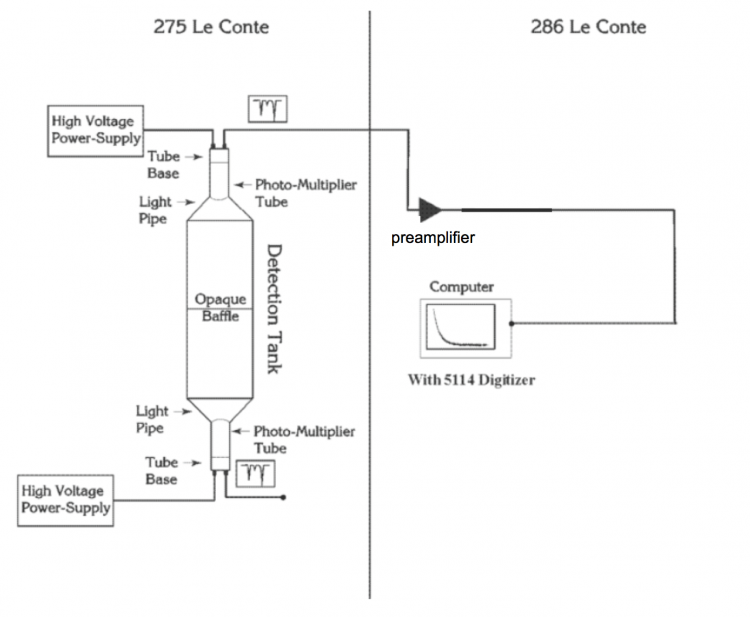 275 Le Conte
286 Le Conte
High Voltage
Power-Supply
Tube
Base
Photo-Multiplier
Tube
Light
Pipe
preamplifier
Detection Tank
Opaque
Baffle
Computer
With 5114 Digitizer
Light
Pipe
Photo-Multiplier
Tube
Tube
Base
High Voltage
Power-Supply